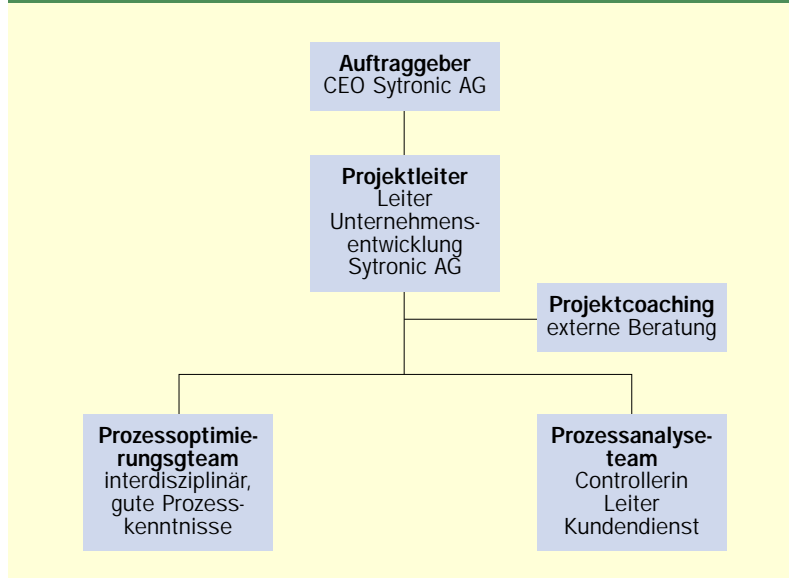 Auftraggeber
CEO Sytronic AG
Projektleiter
Leiter
Unternehmens-
entwicklung
Sytronic AG
Projektcoaching
externe Beratung
Prozessoptimie-
rungsgteam
interdisziplinär,
gute Prozess-
kenntnisse
Prozessanalyse-
team
Controllerin
Leiter
Kundendienst